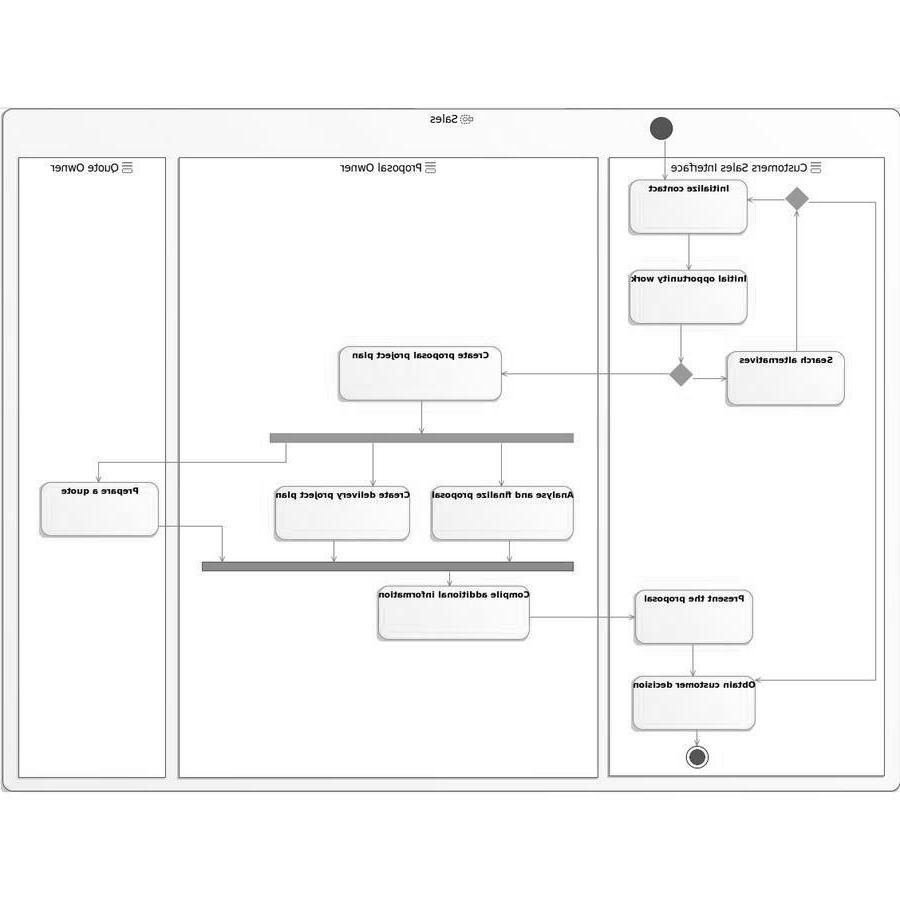 Sales
Customers Sales Interface
Proposal Owner
Quote Owner
Initialize contact
Initial opportunity work
Search alternatives
Create proposal project plan
Analyse and finalize proposal
Create delivery project plan
Prepare a quote
Compile additional information
Present the proposal
Obtain customer decision